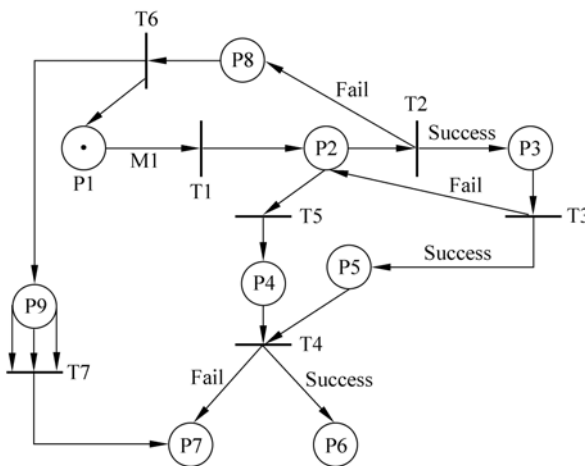 T6
P8
Fail
T2
Success
P1
M1
T1
P2
P3
Fail
T3
T5
P4
P5
Success
P9
T7
T4
Fail
Success
P7
P6